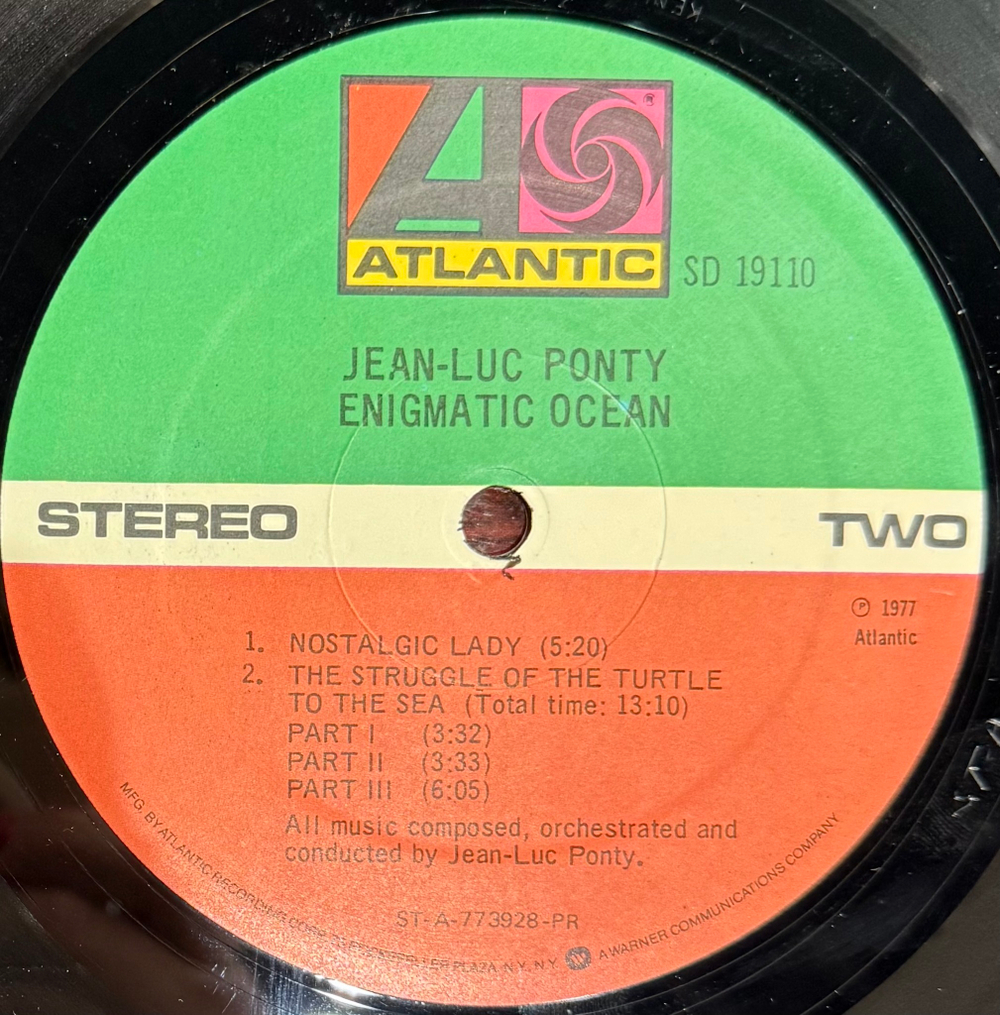 ATLANTIC ®
SD 19110
JEAN-LUC PONTY
ENIGMATIC OCEAN
STEREO
TWO
℗ 1977
Atlantic
1. NOSTALGIC LADY (5:20)
2. THE STRUGGLE OF THE TURTLE
TO THE SEA (Total time: 13:10)
PART I (3:32)
PART II (3:33)
PART III (6:05)
All music composed, orchestrated and
conducted by Jean-Luc Ponty.
ST-A-773928-PR
MFG. BY ATLANTIC RECORDING CORP. PLAZA N.Y. N.Y. A WARNER COMMUNICATIONS COMPANY